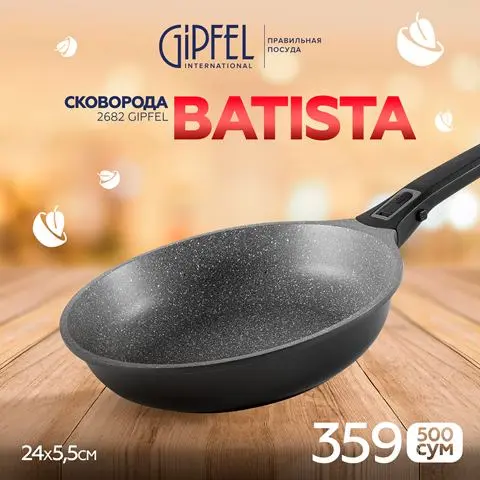 GIPFEL
INTERNATIONAL
ПРАВИЛЬНАЯ
ПОСУДА
СКОВОРОДА
2682 GIPFEL
BATISTA
24x5,5см
359
500
сум